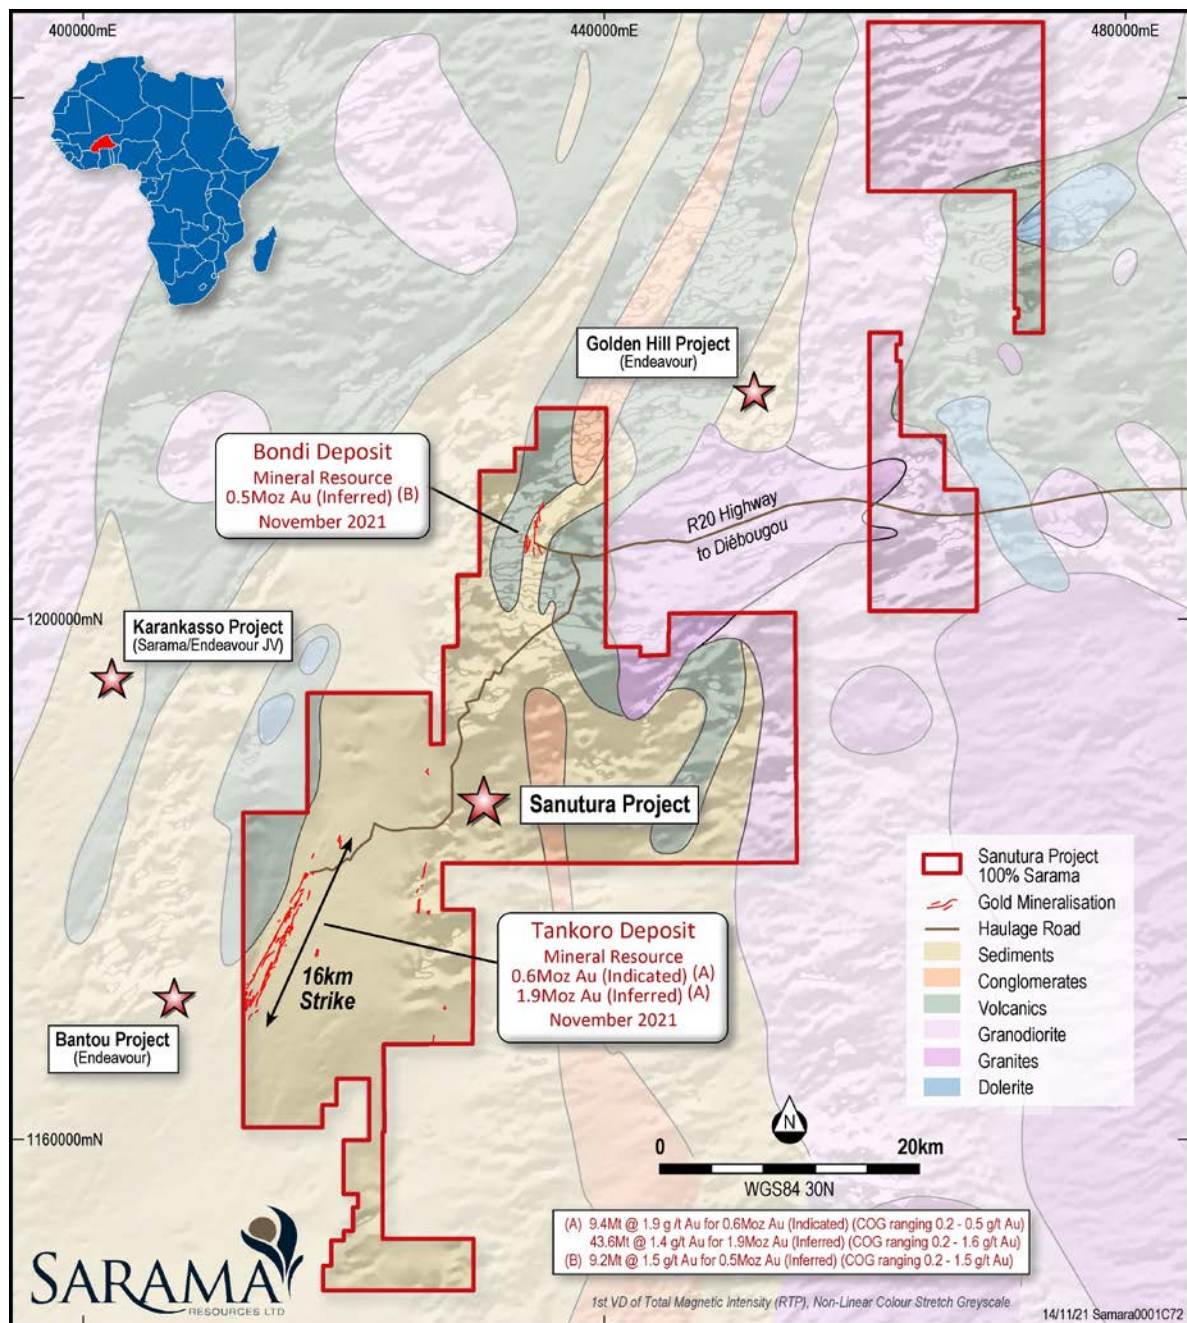 400000mE
440000mE
480000mE
Golden Hill Project
(Endeavour)
Bondi Deposit
Mineral Resource
0.5Moz Au (Inferred) (B)
November 2021
R20 Highway
to Diébougou
1200000mN
Karankasso Project
(Sarama/Endeavour JV)
Sanutura Project
Sanutura Project
100% Sarama
Gold Mineralisation
Haulage Road
Sediments
Conglomerates
Volcanics
Granodiorite
Granites
Dolerite
Tankoro Deposit
Mineral Resource
0.6Moz Au (Indicated) (A)
1.9Moz Au (Inferred) (A)
November 2021
16km
Strike
Bantou Project
(Endeavour)
1160000mN
N
0 20km
WGS84 30N
(A) 9.4Mt @ 1.9 g/t Au for 0.6Moz Au (Indicated) (COG ranging 0.2 - 0.5 g/t Au)
43.6Mt @ 1.4 g/t Au for 1.9Moz Au (Inferred) (COG ranging 0.2 - 1.6 g/t Au)
(B) 9.2Mt @ 1.5 g/t Au for 0.5Moz Au (Inferred) (COG ranging 0.2 - 1.5 g/t Au)
SARAMA
RESOURCES LTD
1st VD of Total Magnetic Intensity (RTP), Non-Linear Colour Stretch Greyscale
14/11/21 Samara0001C72